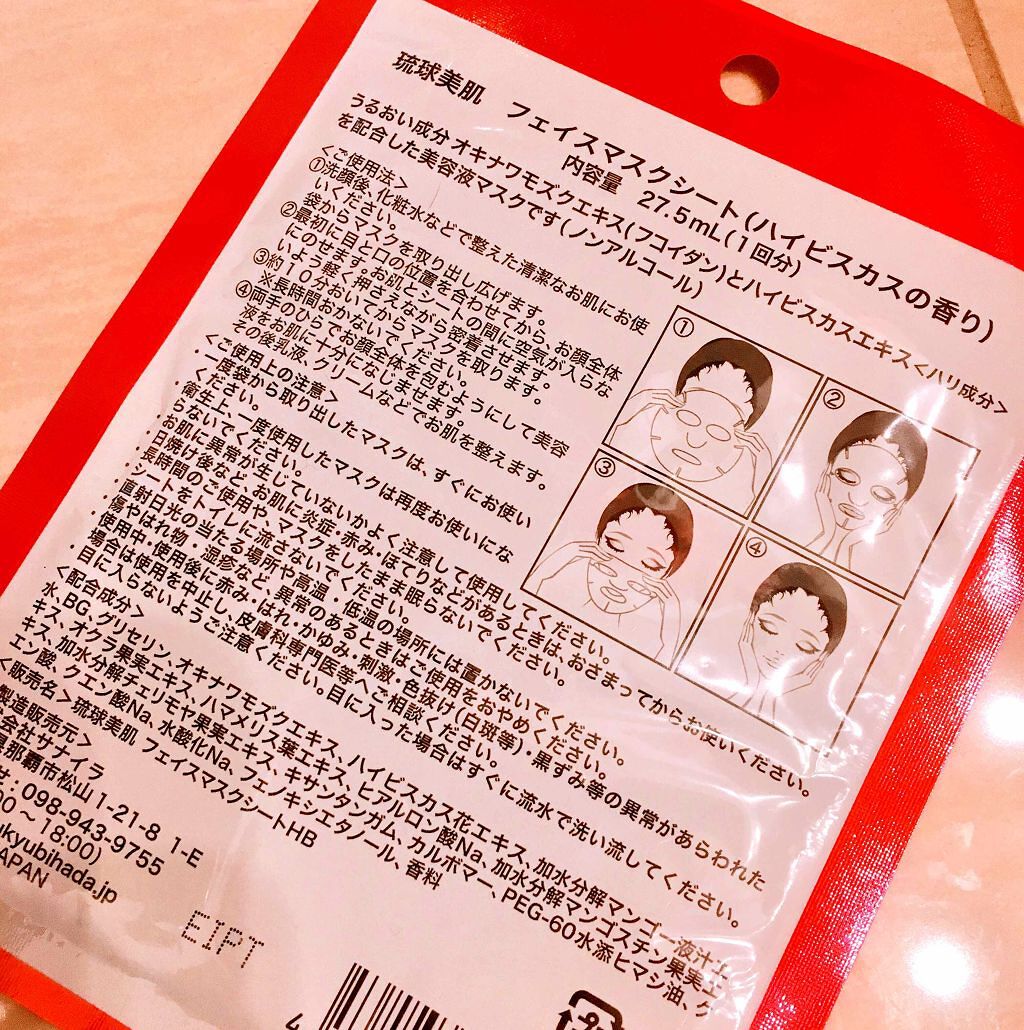 琉球美肌 フェイスマスクシート(ハイビスカスの香り)
内容量 27.5mL(1回分)
うるおい成分 オキナワモズクエキス(フコイダン)とハイビスカスエキス<ハリ成分>
を配合した美容液マスクです(ノンアルコール)
<ご使用法>
①洗顔後、化粧水などで整えた清潔なお肌にお使
いください。
袋からマスクを取り出し広げます。
②最初に目と口の位置を合わせてから、お顔全体
にのせます。お肌とシートの間に空気が入らな
いよう軽く押さえながら密着させます。
③約10分おいてからマスクを取ります。
※長時間おかないでください。
④両手のひらでお顔全体を包むようにして美容
液をお肌に十分になじませます。
その後乳液、クリームなどでお肌を整えます。
①
②
③
④
<ご使用上の注意>
・一度袋から取り出したマスクは、すぐにお使い
ください。
・衛生上、一度使用したマスクは再度お使いにな
らないでください。
・お肌に異常が生じていないかよく注意して使用してください。
・日焼け後など、お肌に炎症・赤み・ほてりなどがあるときは、おさまってからお使いください。
・長時間のご使用や、マスクをしたまま眠らないでください。
・シートをトイレに流さないでください。
・直射日光の当たる場所や高温・低温の場所には置かないでください。
・傷やはれ物・湿疹など、異常のあるときはご使用をおやめください。
・使用中・使用後に赤み・はれ・かゆみ・刺激・色抜け(白斑等)・黒ずみ等の異常があらわれた
場合は使用を中止し、皮膚科専門医等へご相談ください。
・目に入らないようご注意ください。目に入った場合はすぐに流水で洗い流してください。
<配合成分>
水、BG、グリセリン、オキナワモズクエキス、ハイビスカス花エキス、加水分解マンゴー液汁エ
キス、オクラ果実エキス、ハマメリス葉エキス、ヒアルロン酸Na、加水分解マンゴスチン果実エ
キス、加水分解チェリモヤ果実エキス、キサンタンガム、カルボマー、PEG-60水添ヒマシ油、ク
エン酸、クエン酸Na、水酸化Na、フェノキシエタノール、香料
<販売名>琉球美肌 フェイスマスクシートHB
製造販売元>
会社サナイラ
那覇市松山1-21-8 1-E
:098-943-9755
00〜18:00)
ukyubihada.jp
JAPAN
EIPT
4